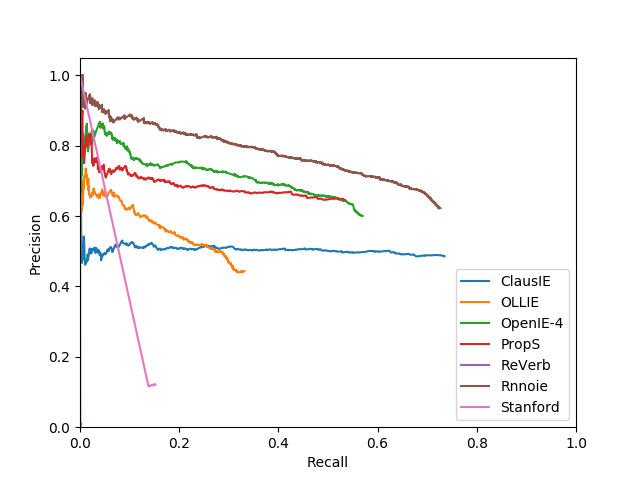 1.0
0.8
0.6
0.4
0.2
0.0
Precision
0.0 0.2 0.4 0.6 0.8 1.0
Recall
ClausIE
OLLIE
OpenIE-4
PropS
ReVerb
Rnnoie
Stanford